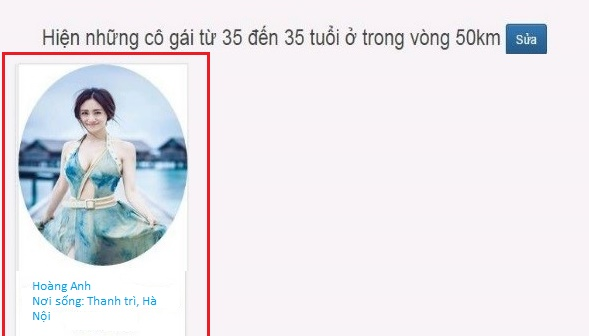 Hiện những cô gái từ 35 đến 35 tuổi ở trong vòng 50km Sửa
Hoàng Anh
Nơi sống: Thanh trì, Hà
Nội